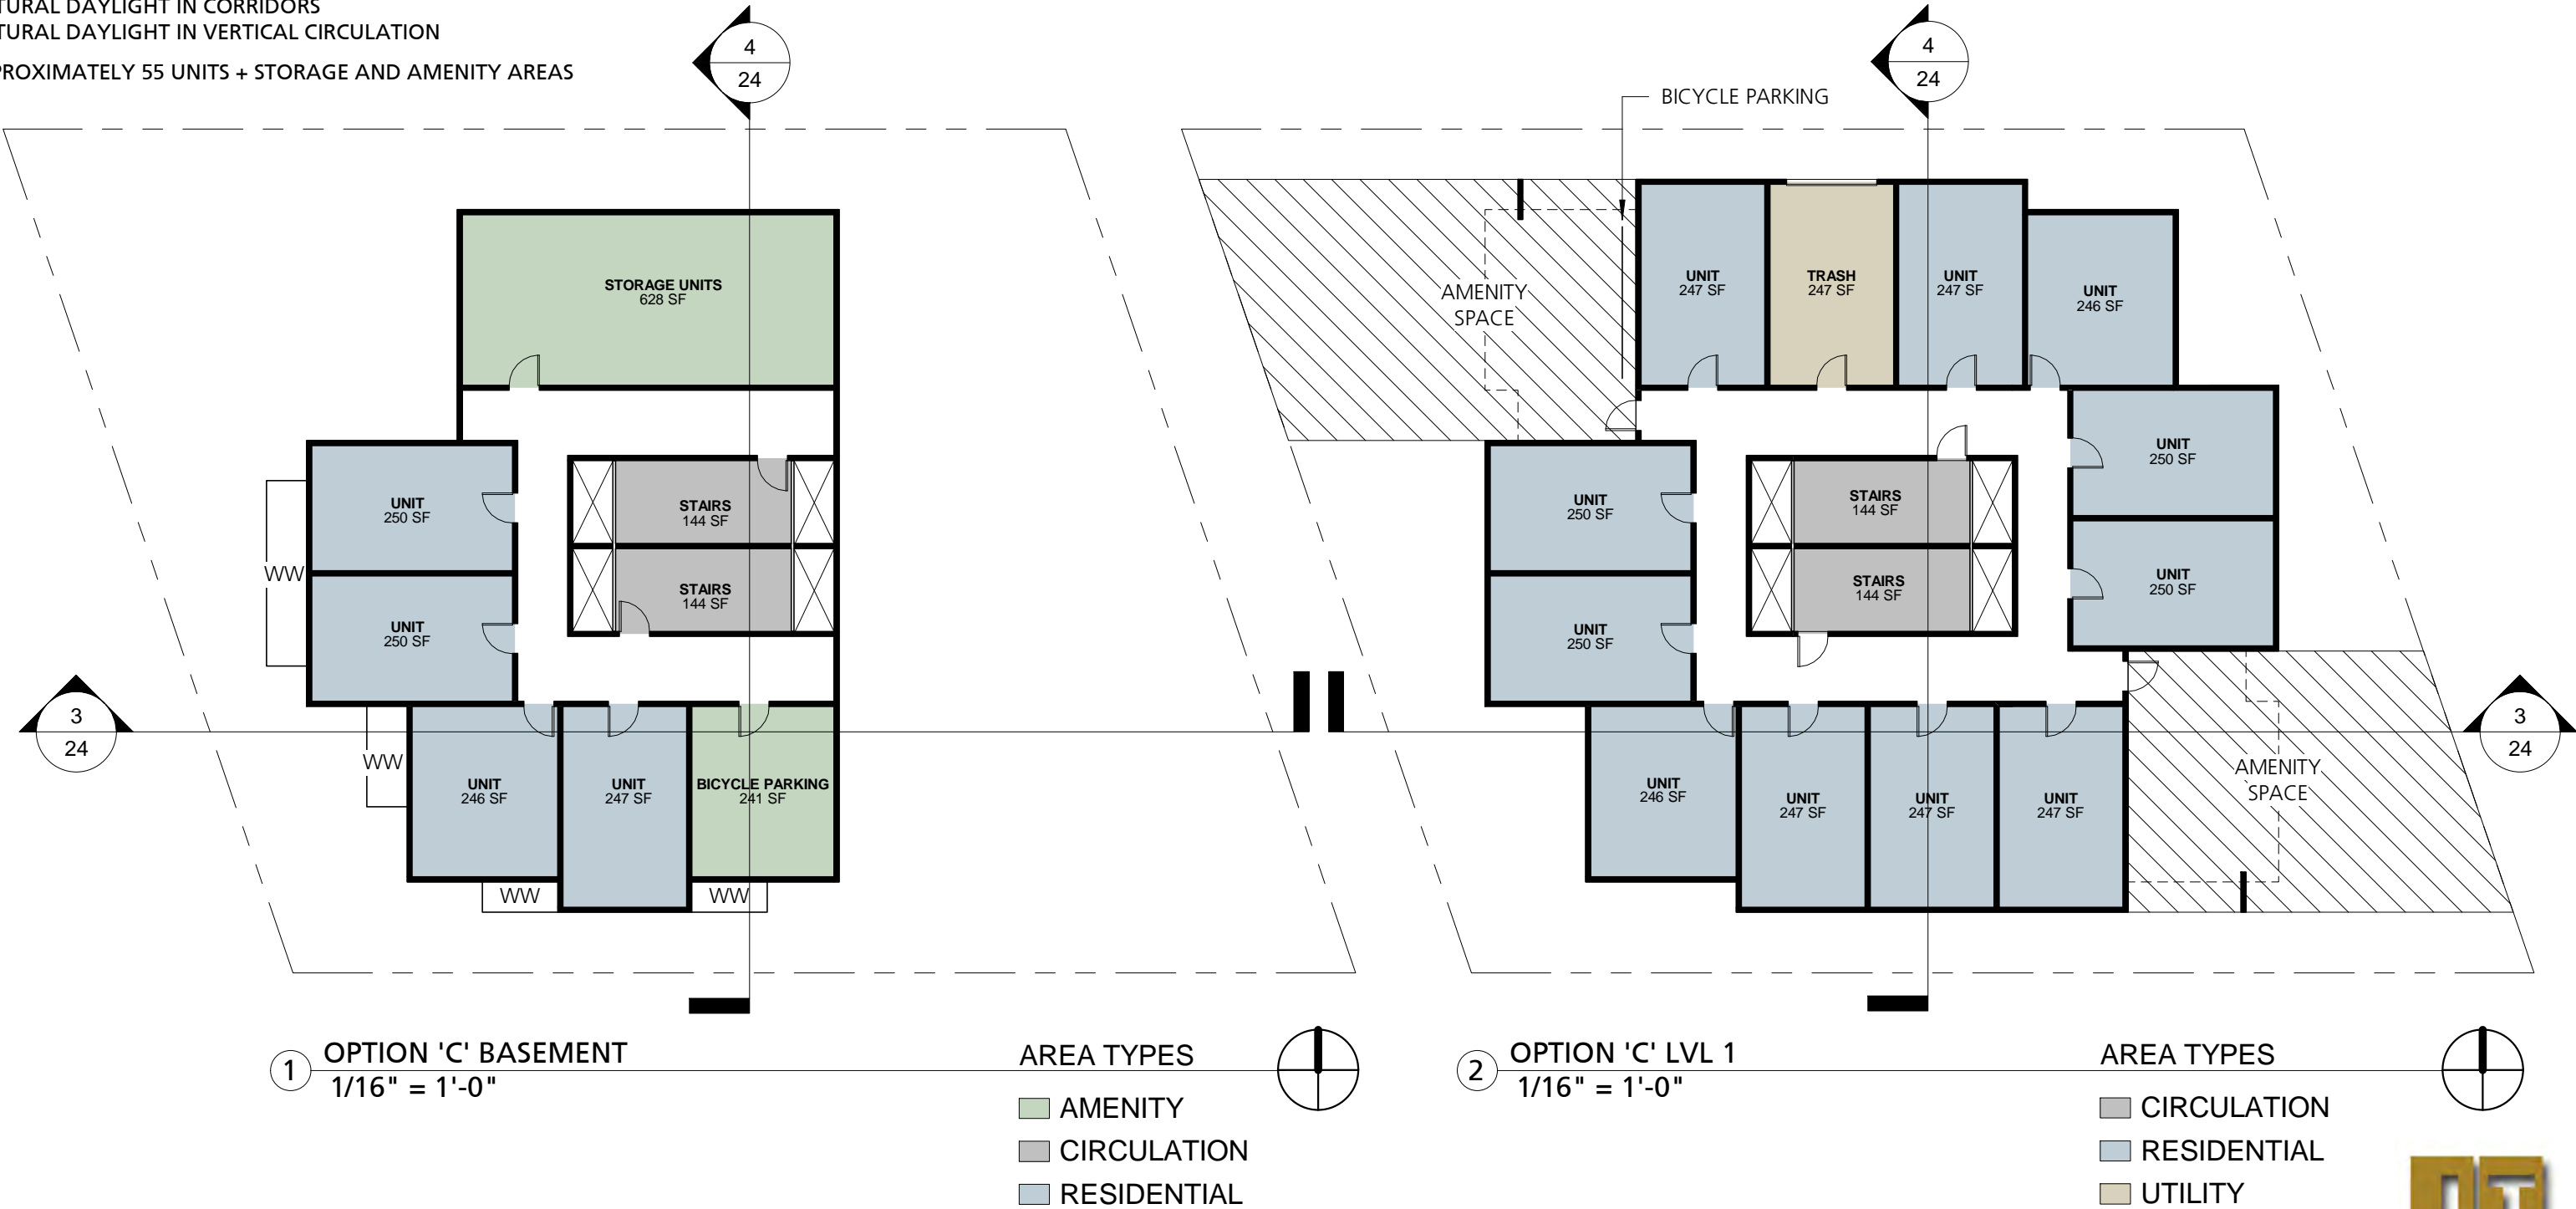 TURAL DAYLIGHT IN CORRIDORS
TURAL DAYLIGHT IN VERTICAL CIRCULATION
PROXIMATELY 55 UNITS + STORAGE AND AMENITY AREAS
4
24
STORAGE UNITS
628 SF
UNIT
250 SF
STAIRS
144 SF
WW
STAIRS
144 SF
UNIT
250 SF
3
24
WW
UNIT
246 SF
UNIT
247 SF
BICYCLE PARKING
241 SF
WW
WW
1
OPTION 'C' BASEMENT
1/16" = 1'-0"
AREA TYPES
AMENITY
CIRCULATION
RESIDENTIAL
4
24
BICYCLE PARKING
AMENITY
SPACE
UNIT
247 SF
TRASH
247 SF
UNIT
247 SF
UNIT
246 SF
UNIT
250 SF
UNIT
250 SF
STAIRS
144 SF
STAIRS
144 SF
UNIT
250 SF
UNIT
250 SF
UNIT
246 SF
UNIT
247 SF
UNIT
247 SF
UNIT
247 SF
AMENITY
SPACE
3
24
2
OPTION 'C' LVL 1
1/16" = 1'-0"
AREA TYPES
CIRCULATION
RESIDENTIAL
UTILITY